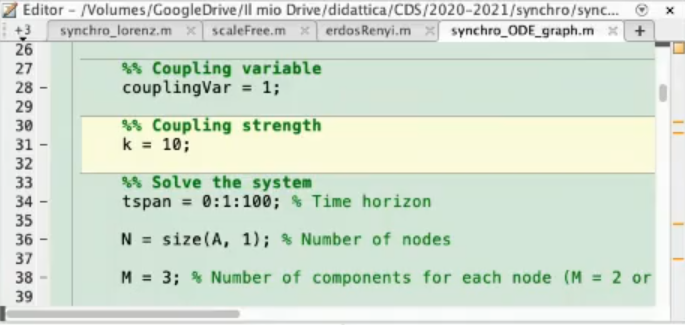 Editor - /Volumes/GoogleDrive/Il mio Drive/didattica/CDS/2020-2021/synchro/sync...
+3 synchro_lorenz.m scaleFree.m erdosRenyi.m synchro_ODE_graph.m +
26
27 %% Coupling variable
28 - couplingVar = 1;
29
30 %% Coupling strength
31 - k = 10;
32
33 %% Solve the system
34 - tspan = 0:1:100; % Time horizon
35
36 - N = size(A, 1); % Number of nodes
37
38 - M = 3; % Number of components for each node (M = 2 or
39